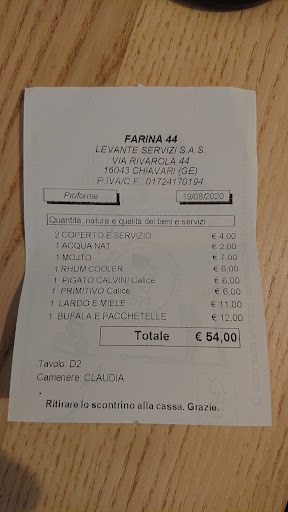 FARINA 44
LEVANTE SERVIZI S.A.S.
VIA RIVAROLA 44
16043 CHIAVARI (GE)
P.IVA/C.F. 01724170194
Proforma 19/08/2020
Quantità, natura e qualità dei beni e servizi
2 COPERTO E SERVIZIO € 4,00
1 ACQUA NAT € 2,00
1 MOJTO € 7,00
1 RHUM COOLER € 6,00
1 PIGATO CALVINI Calice € 6,00
1 PRIMITIVO Calice € 6,00
1 LARDO E MIELE € 11,00
1 BUFALA E PACCHETELLE € 12,00
Totale € 54,00
Tavolo: D2
Cameriere: CLAUDIA
.
Ritirare lo scontrino alla cassa. Grazie.